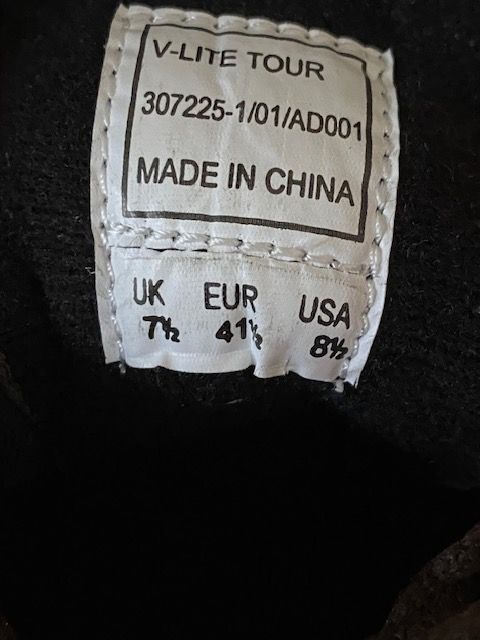 V-LITE TOUR
307225-1/01/AD001
MADE IN CHINA
UK EUR USA
7½ 41½ 8½